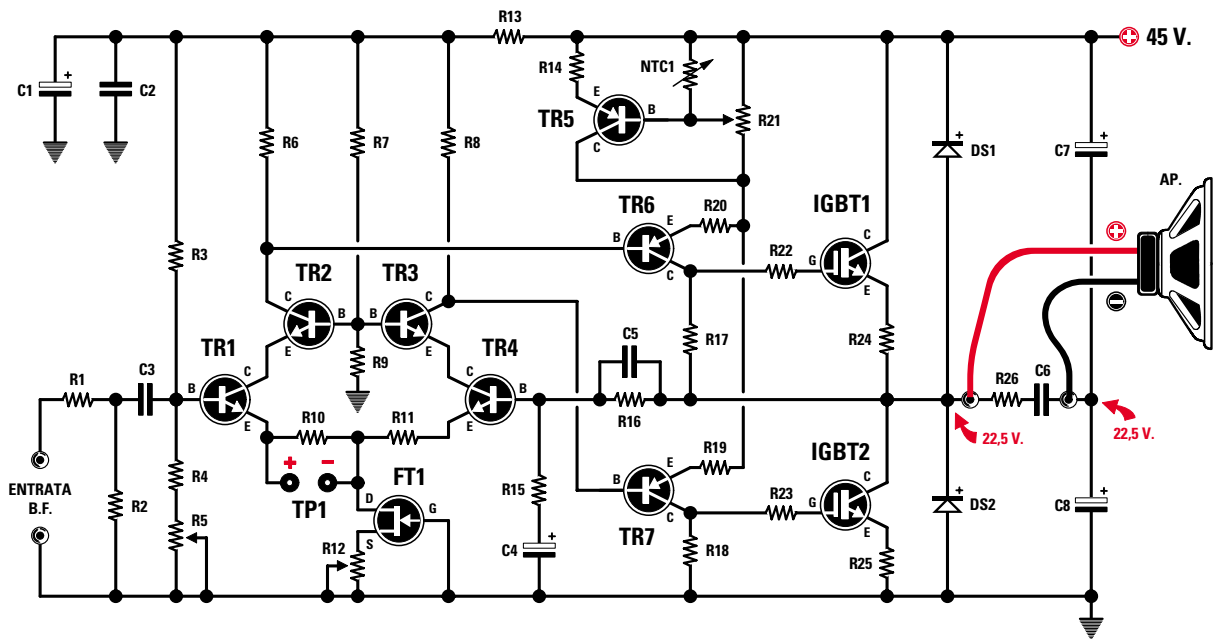 R13
45 V.
C1
C2
R14
NTC1
E
B
C
TR5
R21
R6
R7
R8
DS1
C7
AP.
TR6
R20
IGBT1
B
E
C
R22
C
G
E
R3
TR2
TR3
C
B
B
C
E
E
R17
R24
TR1
R9
TR4
C5
R1
C3
B
C
E
C
B
E
R16
R26
C6
22,5 V.
22,5 V.
R10
R11
R19
IGBT2
ENTRATA
B.F.
R4
TP1
FT1
R15
B
E
C
R23
C
G
E
R2
R5
D
G
S
R12
C4
TR7
R18
R25
DS2
C8